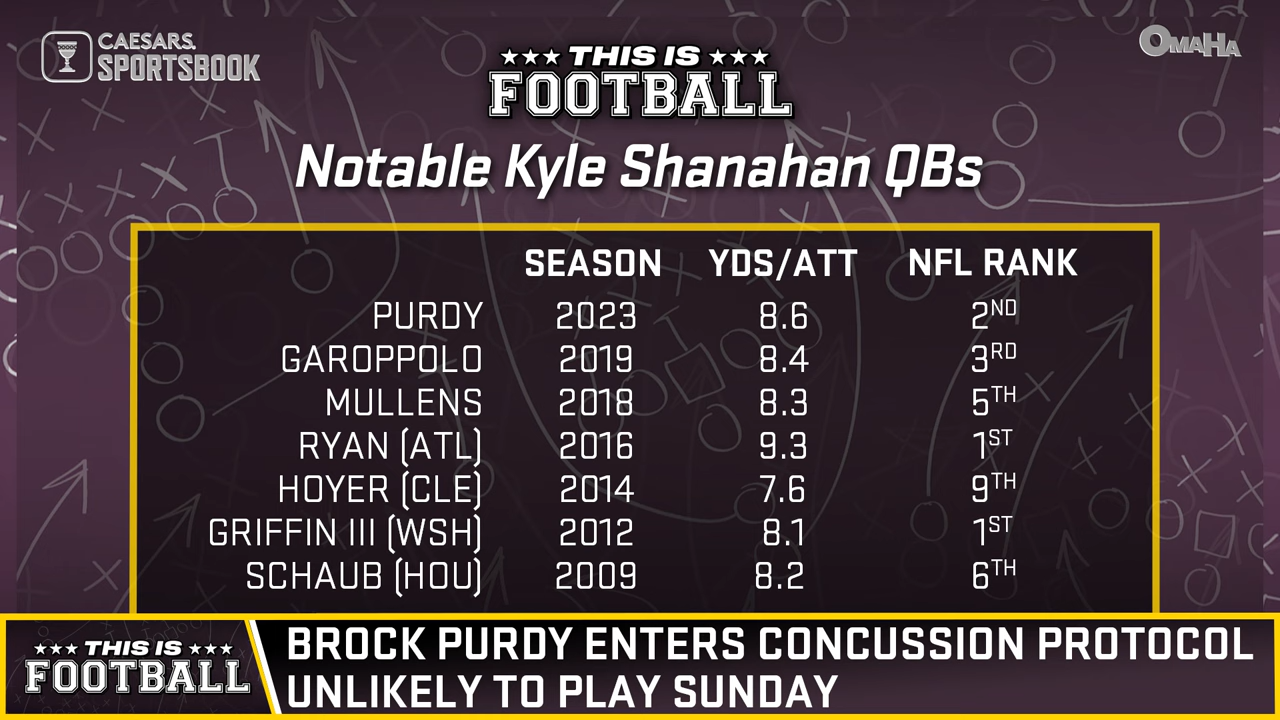 CAESARS.
SPORTSBOOK
OMAHA
THIS IS
FOOTBALL
Notable Kyle Shanahan QBs
SEASON YDS/ATT NFL RANK
PURDY 2023 8.6 2ND
GAROPPOLO 2019 8.4 3RD
MULLENS 2018 8.3 5TH
RYAN (ATL) 2016 9.3 1ST
HOYER (CLE) 2014 7.6 9TH
GRIFFIN III (WSH) 2012 8.1 1ST
SCHAUB (HOU) 2009 8.2 6TH
THIS IS
FOOTBALL
BROCK PURDY ENTERS CONCUSSION PROTOCOL
UNLIKELY TO PLAY SUNDAY